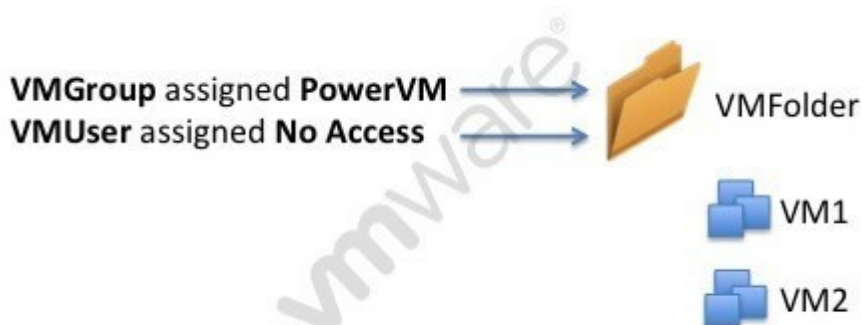 VMGroup assigned PowerVM
VMUser assigned No Access
VMFolder
VM1
VM2
vmware®